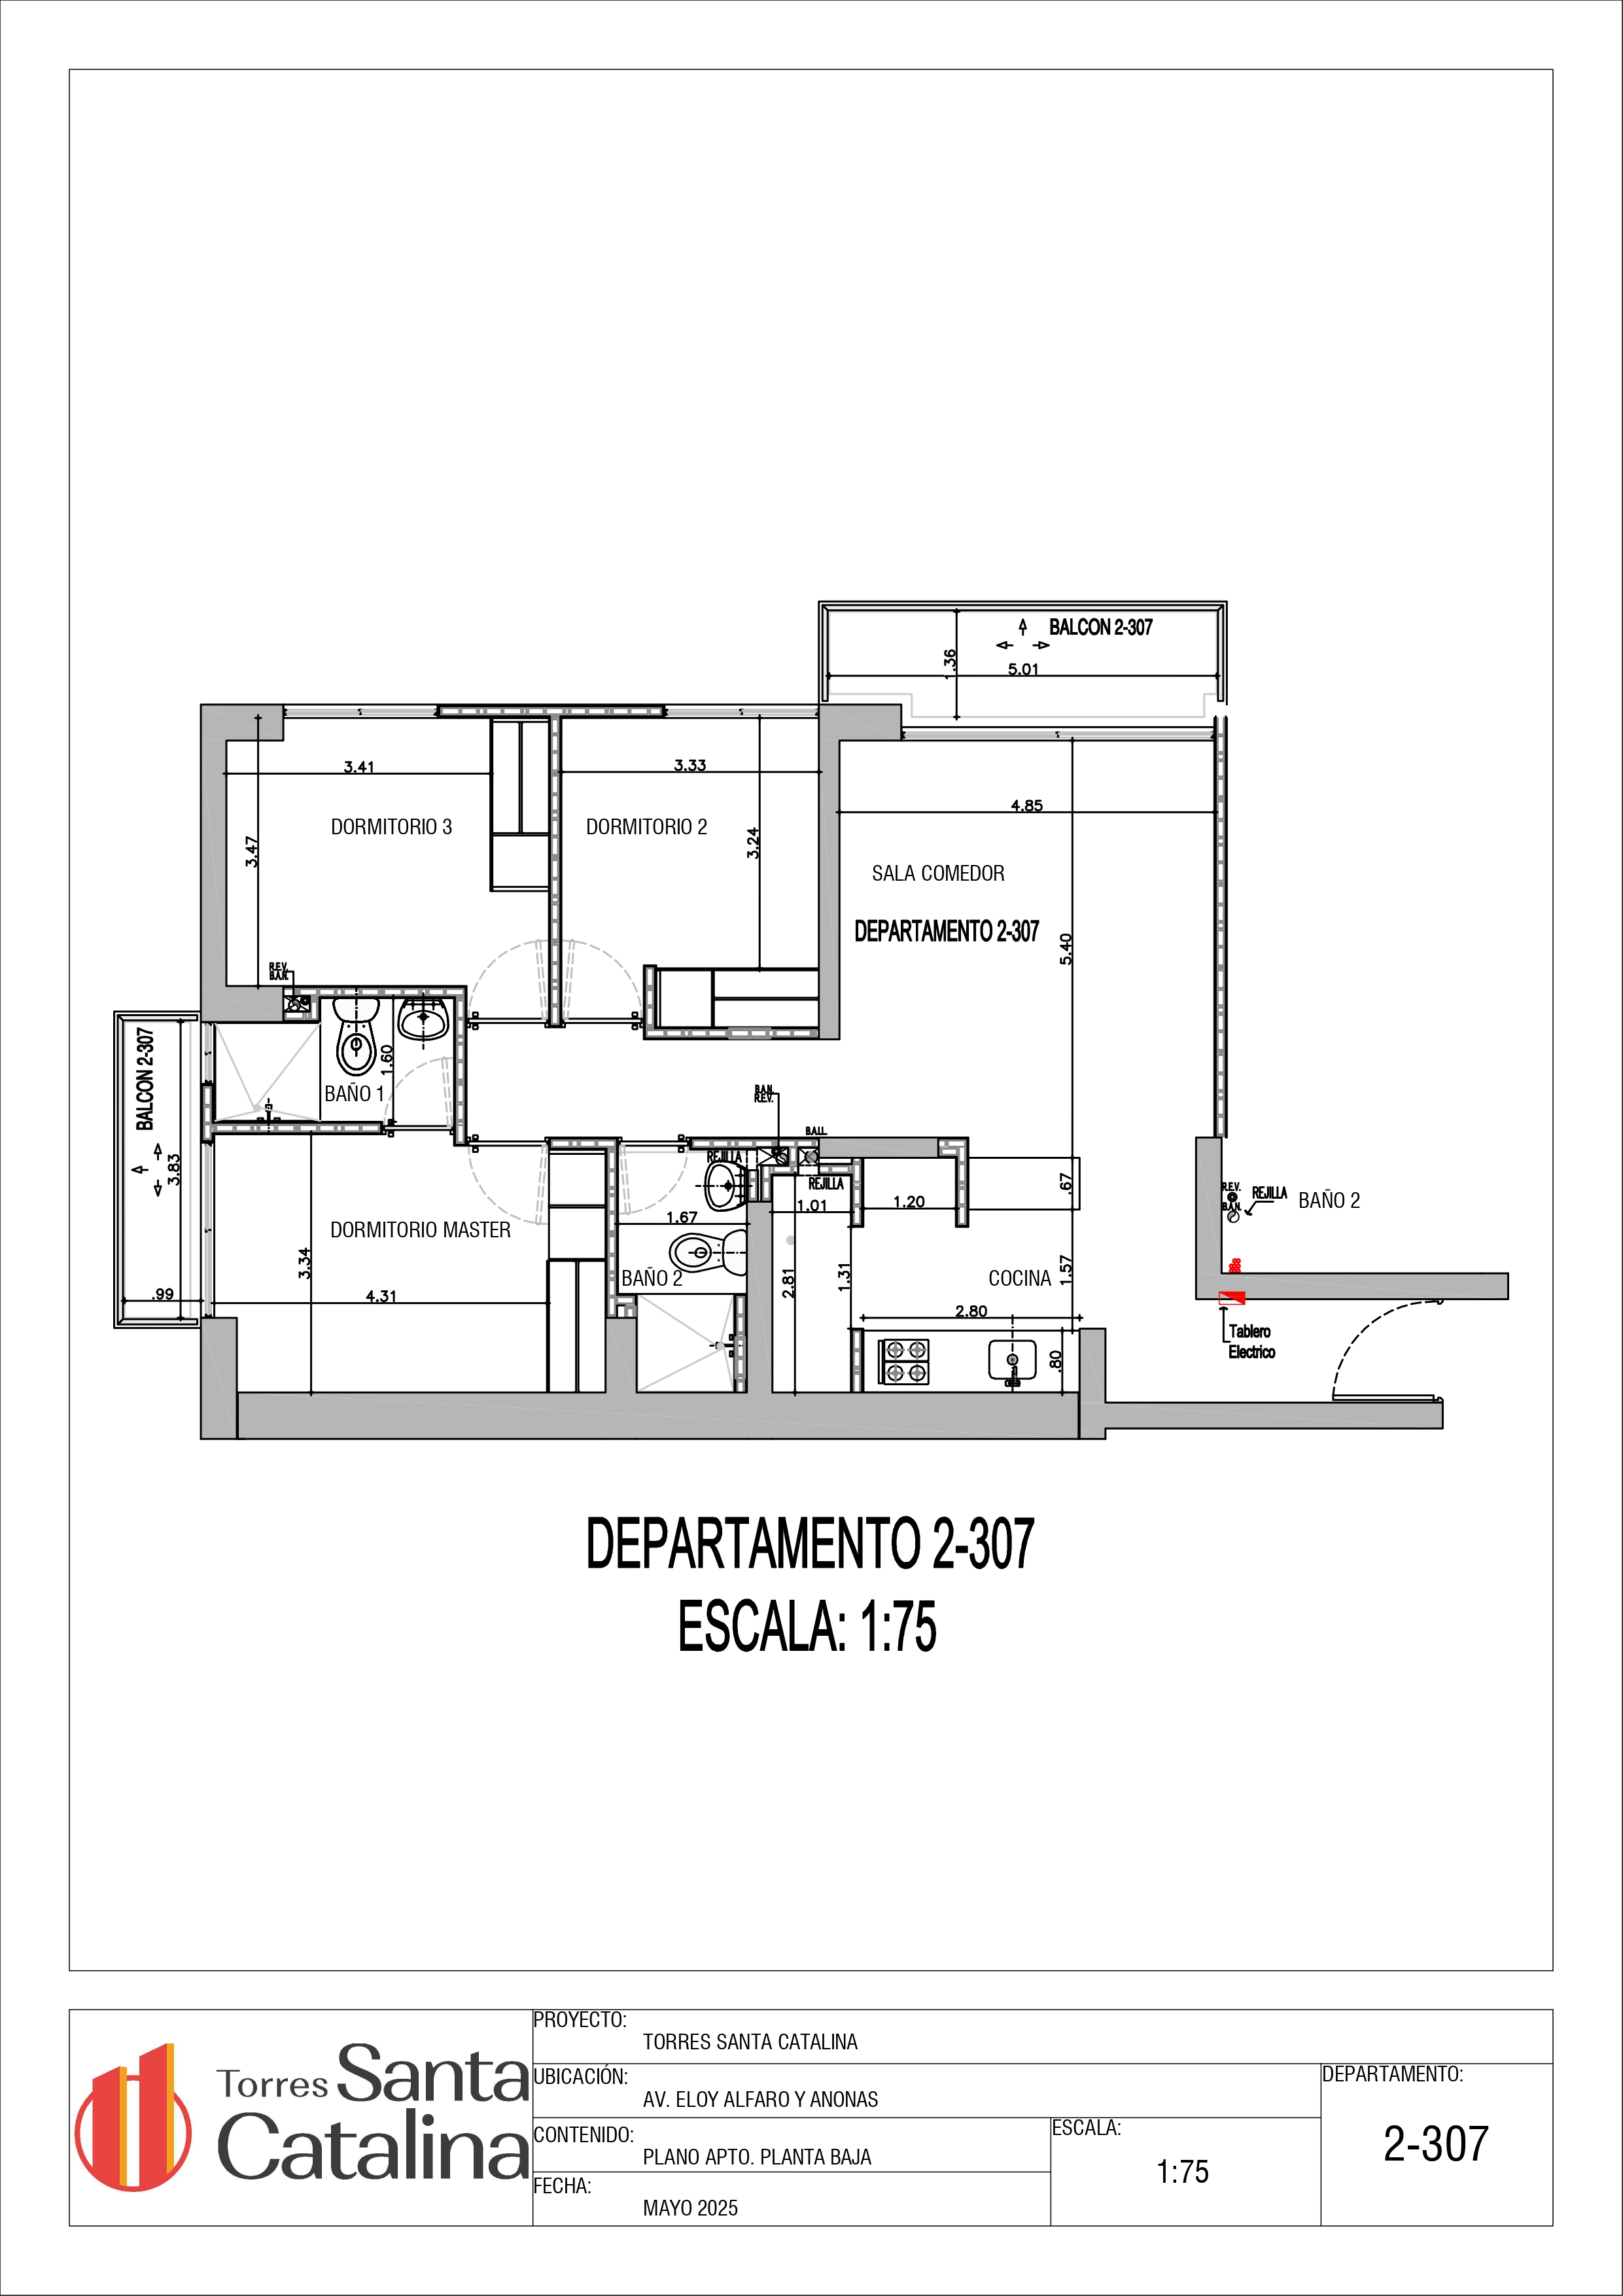 BALCON 2-307
1.36
5.01
3.41
3.33
DORMITORIO 3
DORMITORIO 2
3.47
3.24
4.85
SALA COMEDOR
DEPARTAMENTO 2-307
5.40
R.E.V.
B.A.N.
BALCON 2-307
1.60
BAÑO 1
B.A.N.
R.E.V.
B.A.LL.
3.83
REJILLA
REJILLA
.67
1.01
1.20
1.67
R.E.V.
B.A.N.
REJILLA
BAÑO 2
DORMITORIO MASTER
3.34
BAÑO 2
2.81
1.31
COCINA
1.57
.99
4.31
2.80
.80
Tablero
Electrico
DEPARTAMENTO 2-307
ESCALA: 1:75
Torres Santa
Catalina
PROYECTO:
TORRES SANTA CATALINA
UBICACIÓN:
AV. ELOY ALFARO Y ANONAS
CONTENIDO:
PLANO APTO. PLANTA BAJA
FECHA:
MAYO 2025
ESCALA:
1:75
DEPARTAMENTO:
2-307